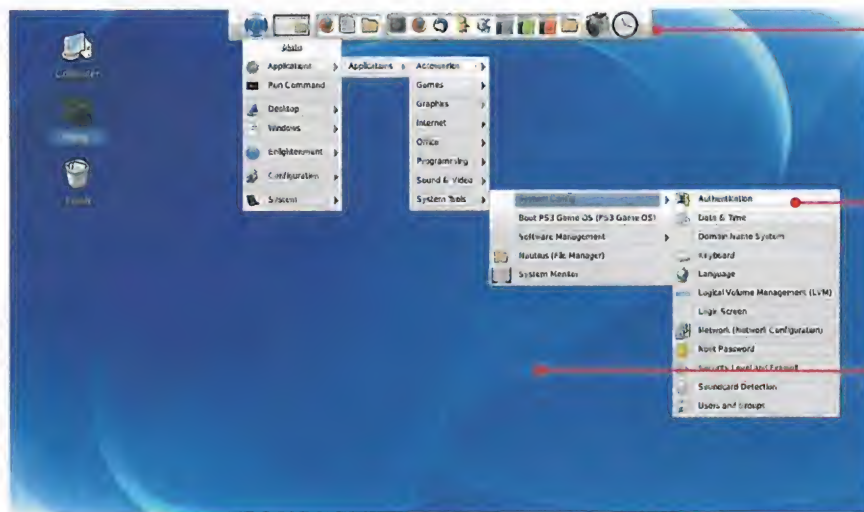 Computer
Main
Applications
Run Command
Desktop
Windows
Enlightenment
Configuration
System
Applications
Accessories
Games
Graphics
Internet
Office
Programming
Sound & Video
System Tools
System Config
Boot PS3 Game OS (PS3 Game OS)
Software Management
Nautilus (File Manager)
System Monitor
Authentication
Date & Time
Domain Name System
Keyboard
Language
Logical Volume Management (LVM)
Login Screen
Network (Network Configuration)
Root Password
Security Level and Firewall
Soundcard Detection
Users and Groups